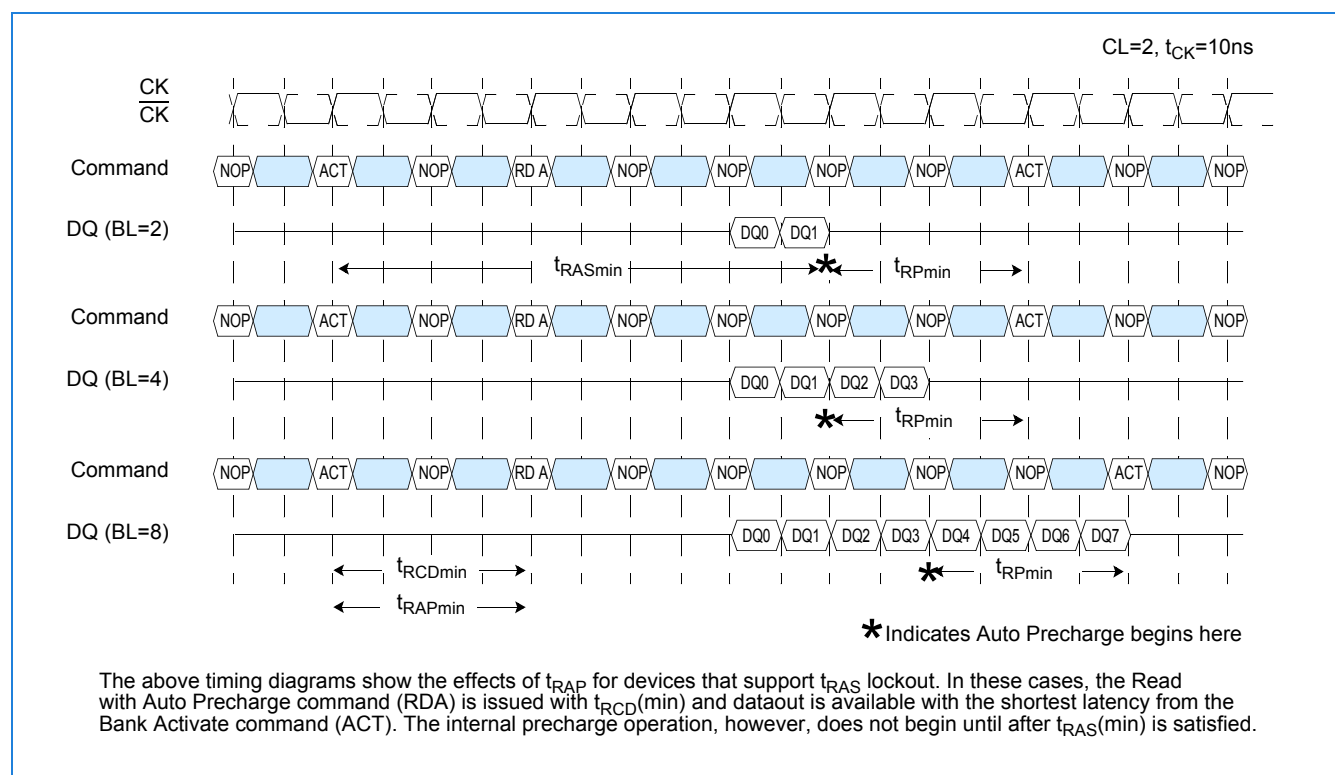 CL=2, tCK=10ns
CK
CK
Command NOP ACT NOP RD A NOP NOP NOP NOP ACT NOP NOP
DQ (BL=2) DQ0 DQ1
tRASmin * tRPmin
Command NOP ACT NOP RD A NOP NOP NOP NOP ACT NOP NOP
DQ (BL=4) DQ0 DQ1 DQ2 DQ3
* tRPmin
Command NOP ACT NOP RD A NOP NOP NOP NOP NOP ACT NOP
DQ (BL=8) DQ0 DQ1 DQ2 DQ3 DQ4 DQ5 DQ6 DQ7
tRCDmin * tRPmin
tRAPmin
* Indicates Auto Precharge begins here
The above timing diagrams show the effects of tRAP for devices that support tRAS lockout. In these cases, the Read
with Auto Precharge command (RDA) is issued with tRCD(min) and dataout is available with the shortest latency from the
Bank Activate command (ACT). The internal precharge operation, however, does not begin until after tRAS(min) is satisfied.